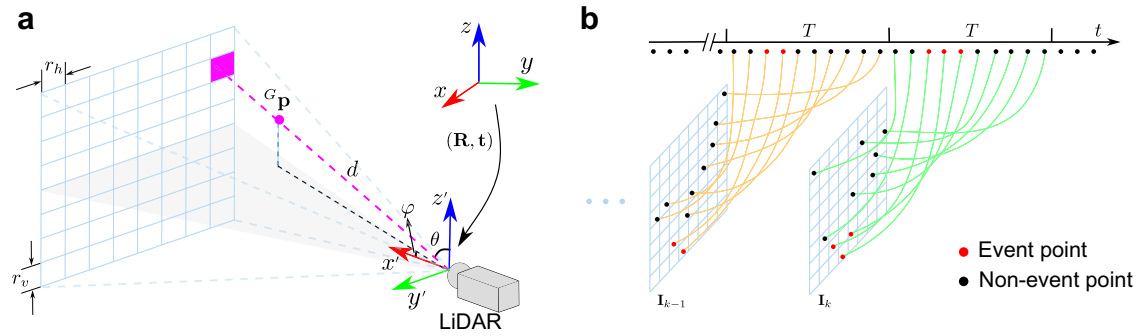 a
r_h
^G p
d
z
y
x
(R, t)
φ
θ
z′
x′
y′
r_v
LiDAR
b
T
T
t
I_{k−1}
I_k
Event point
Non-event point